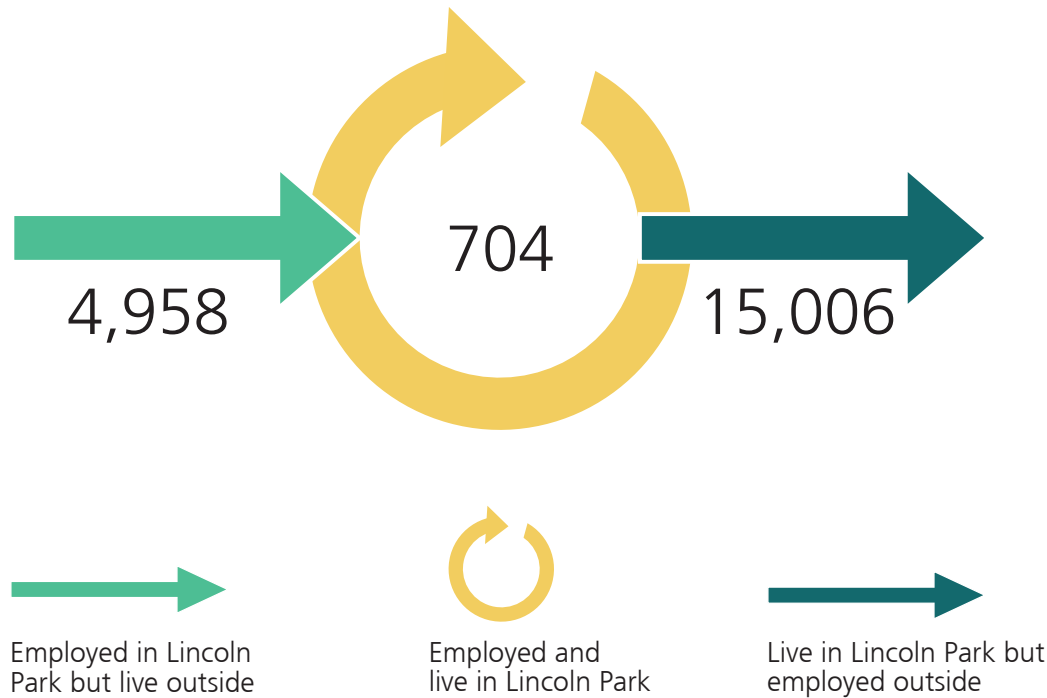 704
4,958
15,006
Employed in Lincoln
Park but live outside
Employed and
live in Lincoln Park
Live in Lincoln Park but
employed outside